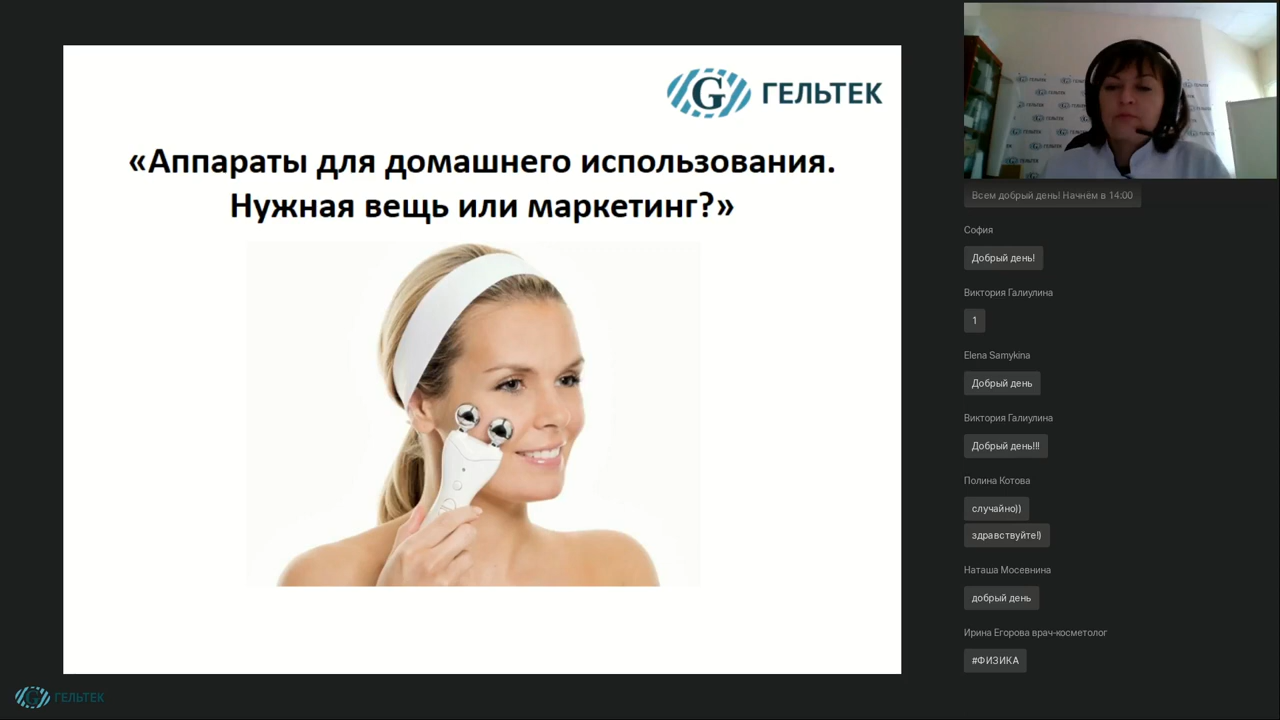 ГЕЛЬТЕК
«Аппараты для домашнего использования.
Нужная вещь или маркетинг?»
Всем добрый день! Начнём в 14:00
София
Добрый день!
Виктория Галиулина
1
Elena Samykina
Добрый день
Виктория Галиулина
Добрый день!!!
Полина Котова
случайно))
здравствуйте!)
Наташа Мосевнина
добрый день
Ирина Егорова врач-косметолог
#ФИЗИКА
ГЕЛЬТЕК